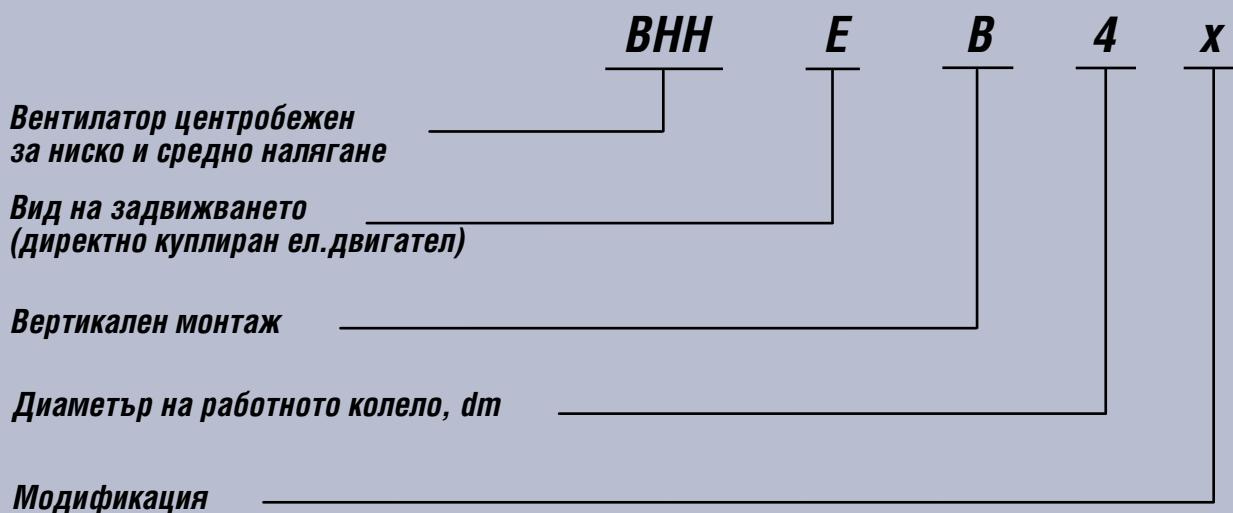 ВНН Е В 4 х
Вентилатор центробежен
за ниско и средно налягане
Вид на задвижването
(директно куплиран ел.двигател)
Вертикален монтаж
Диаметър на работното колело, dm
Модификация